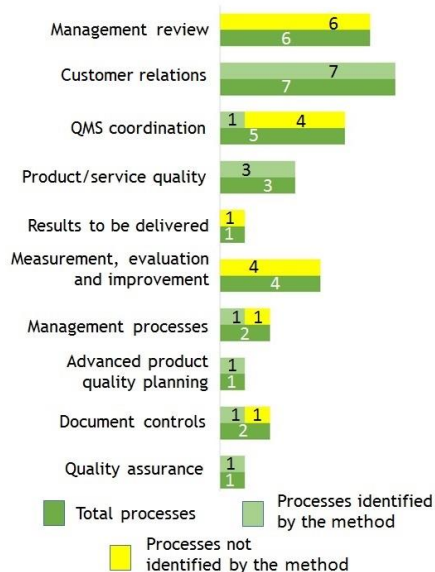 Management review
6
6
Customer relations
7
7
QMS coordination
1 4
5
Product/service quality
3
3
Results to be delivered
1
1
Measurement, evaluation
and improvement
4
4
Management processes
1 1
2
Advanced product
quality planning
1
1
Document controls
1 1
2
Quality assurance
1
1
Total processes
Processes identified
by the method
Processes not
identified by the method